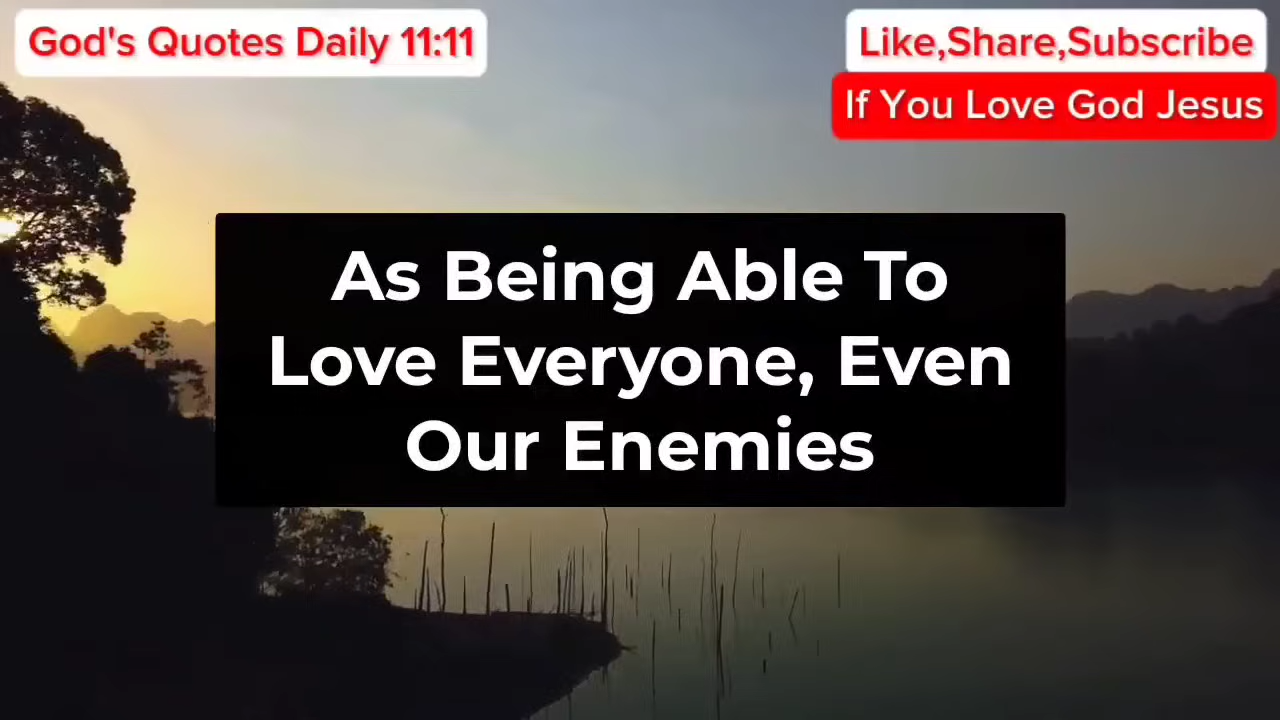 God's Quotes Daily 11:11
Like,Share,Subscribe
If You Love God Jesus
As Being Able To
Love Everyone, Even
Our Enemies